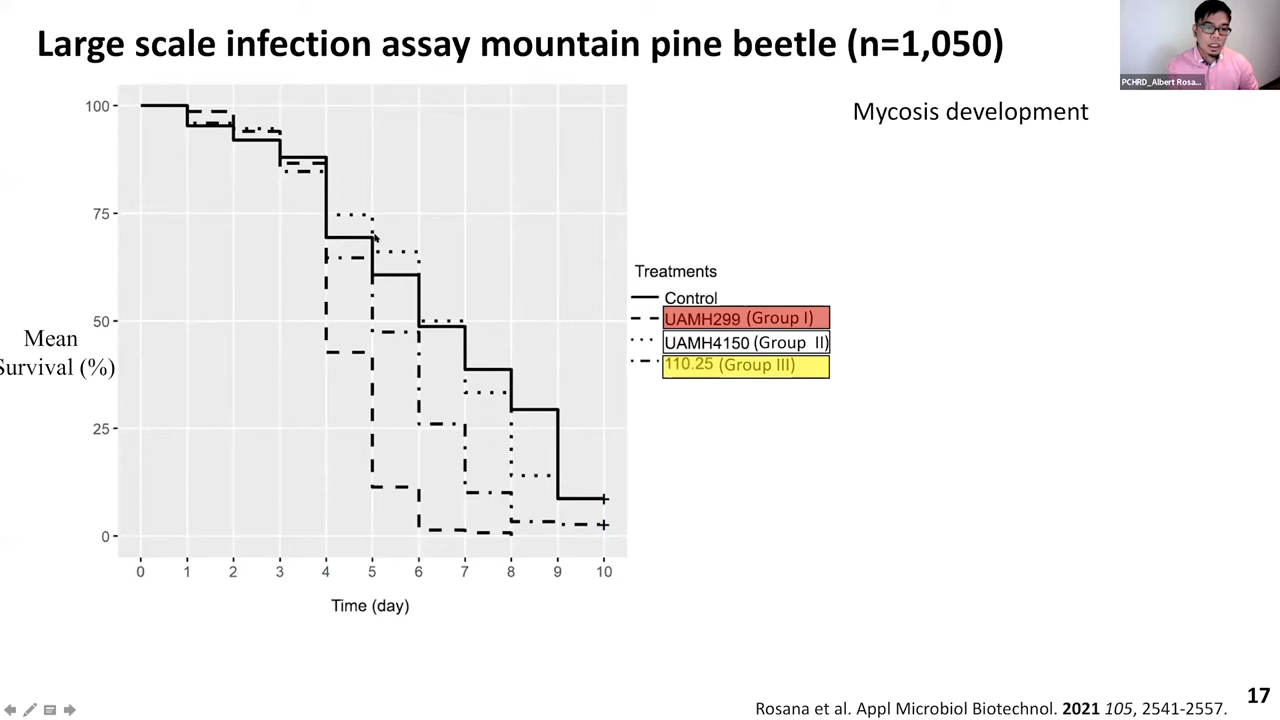 Large scale infection assay mountain pine beetle (n=1,050)
PCHRD_Albert Rosa...
Mycosis development
100
75
50
25
0
Mean
Survival (%)
0 1 2 3 4 5 6 7 8 9 10
Time (day)
Treatments
Control
UAMH299 (Group I)
UAMH4150 (Group II)
110.25 (Group III)
Rosana et al. Appl Microbiol Biotechnol. 2021 105, 2541-2557.
17